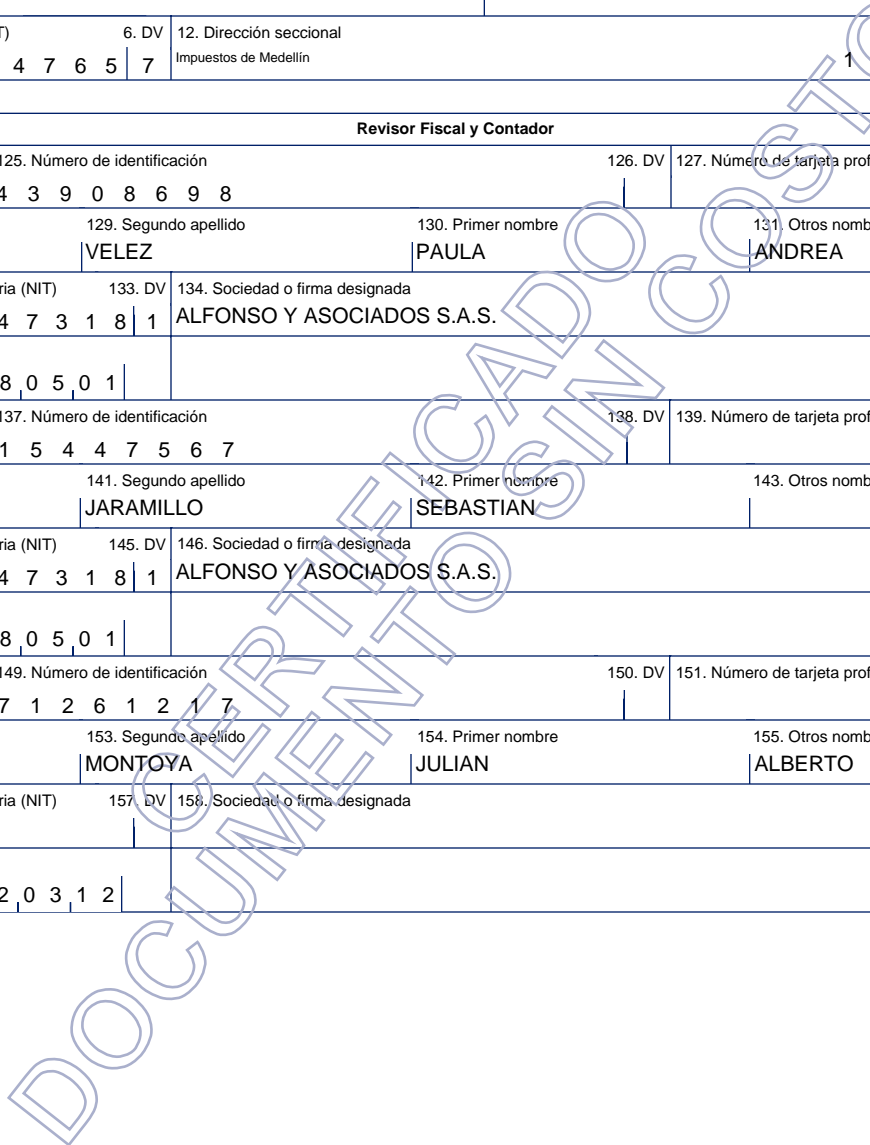 T) 6. DV 12. Dirección seccional
4 7 6 5 7 Impuestos de Medellín 1
Revisor Fiscal y Contador
125. Número de identificación 126. DV 127. Número de tarjeta prof
4 3 9 0 8 6 9 8
129. Segundo apellido 130. Primer nombre 131. Otros nomb
VELEZ PAULA ANDREA
ria (NIT) 133. DV 134. Sociedad o firma designada
4 7 3 1 8 1 ALFONSO Y ASOCIADOS S.A.S.
8 0 5 0 1
137. Número de identificación 138. DV 139. Número de tarjeta prof
1 5 4 4 7 5 6 7
141. Segundo apellido 142. Primer nombre 143. Otros nomb
JARAMILLO SEBASTIAN
ria (NIT) 145. DV 146. Sociedad o firma designada
4 7 3 1 8 1 ALFONSO Y ASOCIADOS S.A.S.
8 0 5 0 1
149. Número de identificación 150. DV 151. Número de tarjeta prof
7 1 2 6 1 2 1 7
153. Segundo apellido 154. Primer nombre 155. Otros nomb
MONTOYA JULIAN ALBERTO
ria (NIT) 157. DV 158. Sociedad o firma designada
2 0 3 1 2
CERTIFICADO
DOCUMENTO SIN COSTO